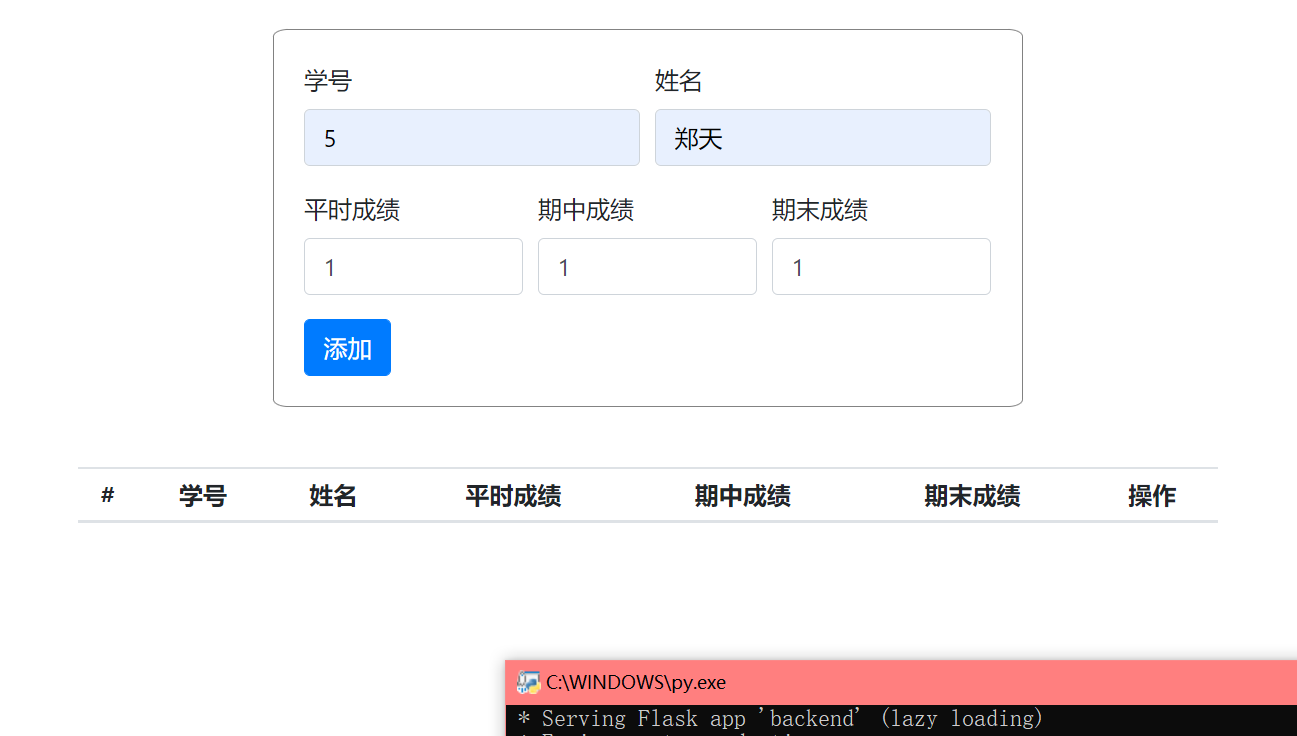 学号 姓名
5 郑天
平时成绩 期中成绩 期末成绩
1 1 1
添加
# 学号 姓名 平时成绩 期中成绩 期末成绩 操作
C:\WINDOWS\py.exe
* Serving Flask app 'backend' (lazy loading)